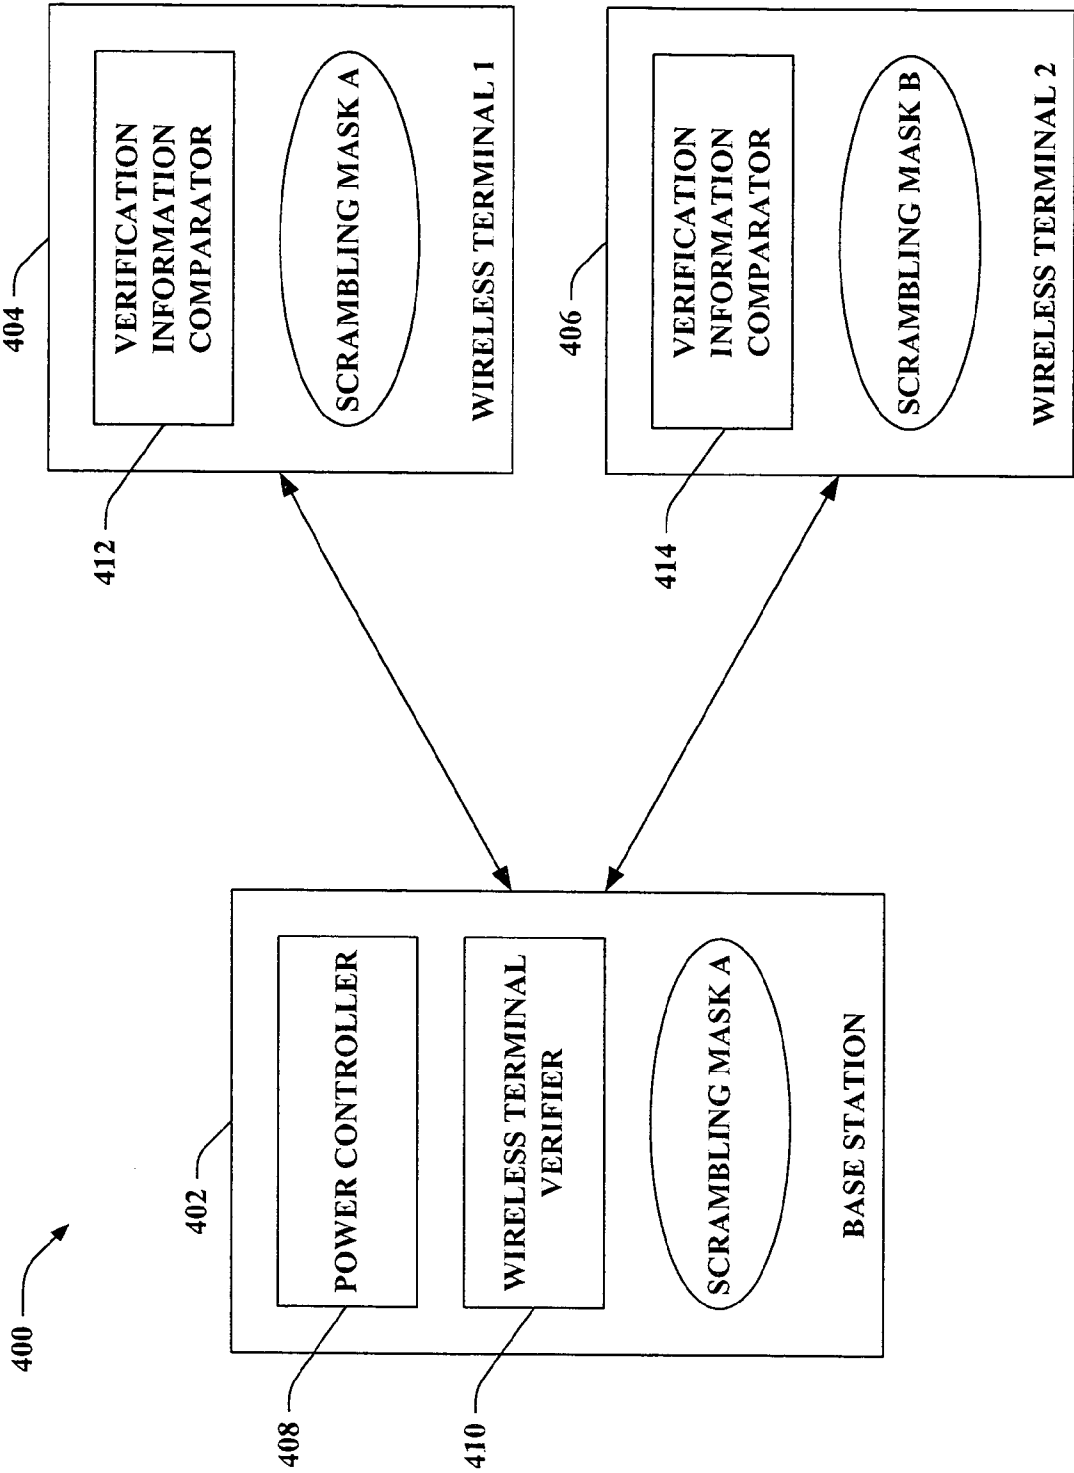 400
402
408
POWER CONTROLLER
410
WIRELESS TERMINAL
VERIFIER
SCRAMBLING MASK A
BASE STATION
404
412
VERIFICATION
INFORMATION
COMPARATOR
SCRAMBLING MASK A
WIRELESS TERMINAL 1
406
414
VERIFICATION
INFORMATION
COMPARATOR
SCRAMBLING MASK B
WIRELESS TERMINAL 2